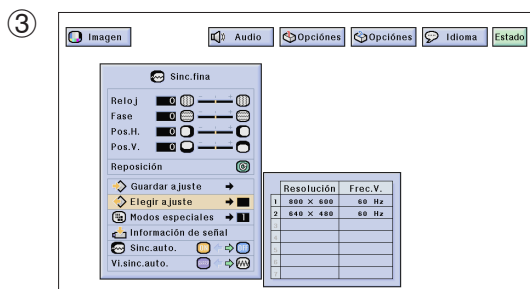 ③
Imagen Audio Opciónes Opciónes Idioma Estado
Sinc.fina
Reloj 0
Fase 0
Pos.H. 0
Pos.V. 0
Reposición
Guardar ajuste
Elegir ajuste
Modos especiales 1
Información de señal
Sinc.auto.
Vi.sinc.auto.
Resolución Frec.V.
1 800 X 600 60 Hz
2 640 X 480 60 Hz
3
4
5
6
7